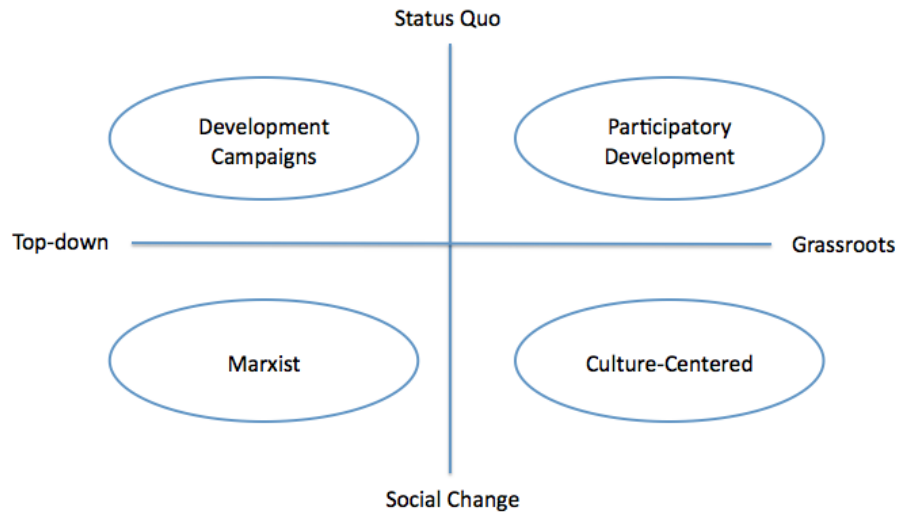 Status Quo
Development
Campaigns
Participatory
Development
Top-down
Grassroots
Marxist
Culture-Centered
Social Change